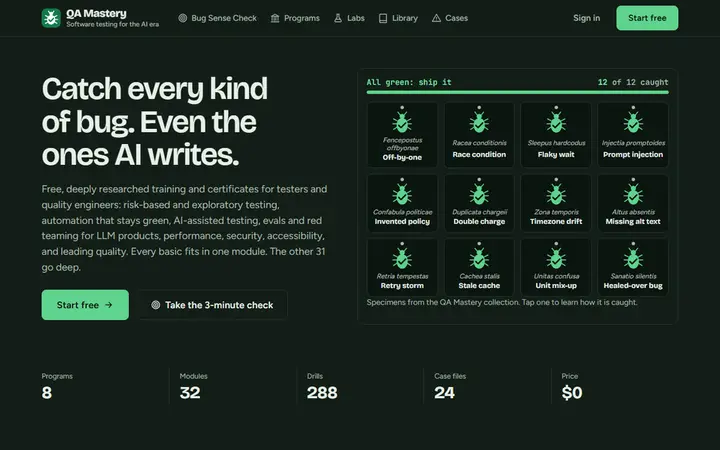 QA Mastery
Software testing for the AI era
Bug Sense Check
Programs
Labs
Library
Cases
Sign in
Start free
Catch every kind
of bug. Even the
ones AI writes.
Free, deeply researched training and certificates for testers and
quality engineers: risk-based and exploratory testing,
automation that stays green, AI-assisted testing, evals and red
teaming for LLM products, performance, security, accessibility,
and leading quality. Every basic fits in one module. The other 31
go deep.
Start free →
Take the 3-minute check
All green: ship it
12 of 12 caught
Fencepostus
offbyonae
Off-by-one
Racea conditionis
Race condition
Sleepus hardcodus
Flaky wait
Injectia promptoides
Prompt injection
Confabula politicae
Invented policy
Duplicata chargeii
Double charge
Zona temporis
Timezone drift
Altus absentis
Missing alt text
Retria tempestas
Retry storm
Cachea stalis
Stale cache
Unitas confusa
Unit mix-up
Sanatio silentis
Healed-over bug
Specimens from the QA Mastery collection. Tap one to learn how it is caught.
Programs
8
Modules
32
Drills
288
Case files
24
Price
$0